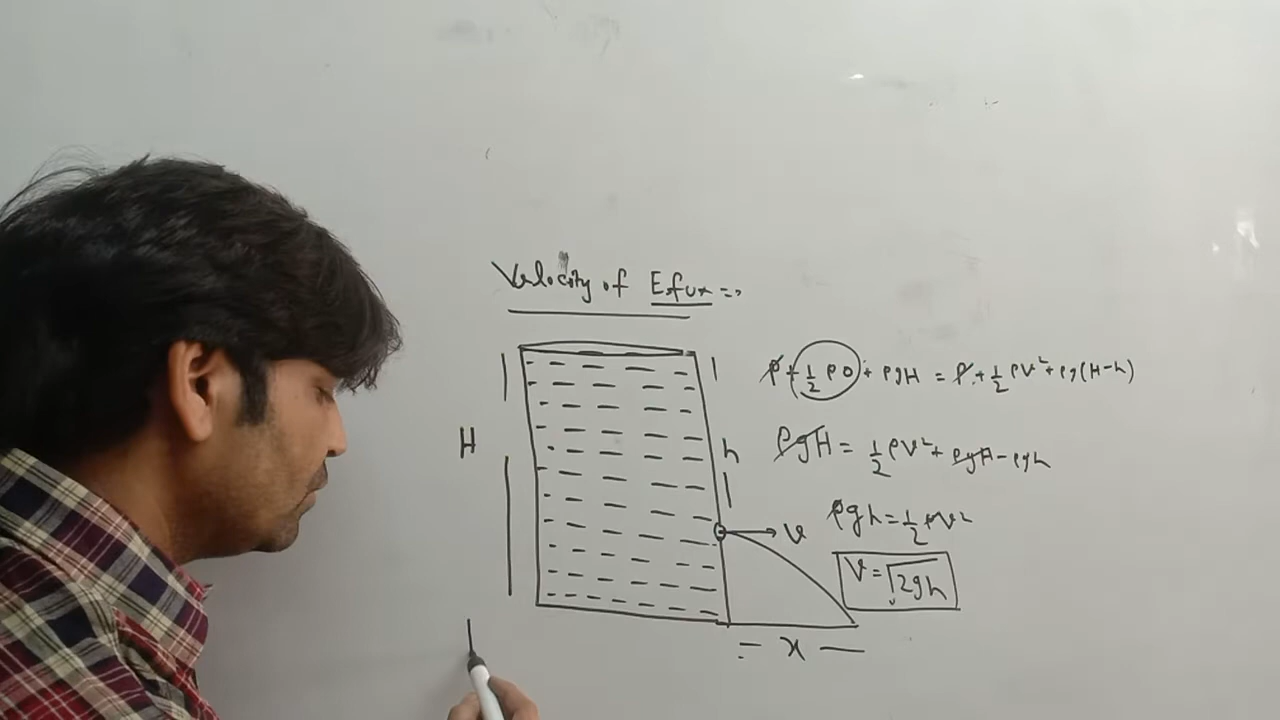 Velocity of Efux =>
P + 1/2 ρ0 + ρgH = P + 1/2 ρV² + ρg(H-h)
H
h
ρgH = 1/2 ρV² + ρgH - ρgh
ρgh = 1/2 ρV²
v
V = √2gh
x